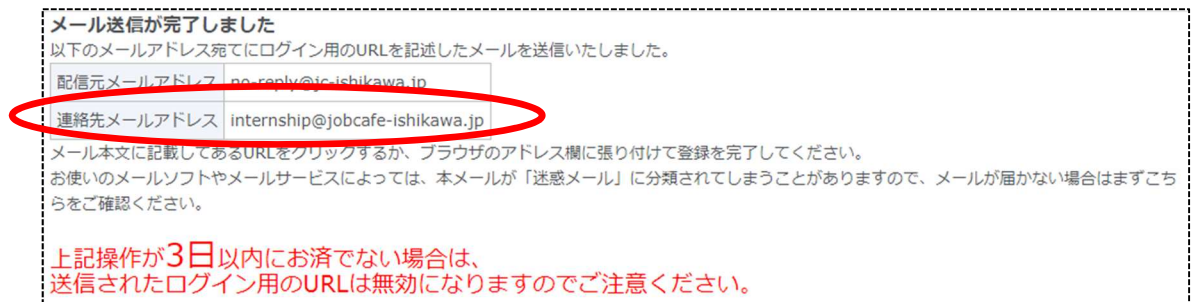 メール送信が完了しました
以下のメールアドレス宛てにログイン用のURLを記述したメールを送信いたしました。
配信元メールアドレス no-reply@jc-ishikawa.jp
連絡先メールアドレス internship@jobcafe-ishikawa.jp
メール本文に記載してあるURLをクリックするか、ブラウザのアドレス欄に張り付けて登録を完了してください。
お使いのメールソフトやメールサービスによっては、本メールが「迷惑メール」に分類されてしまうことがありますので、メールが届かない場合はまずこち
らをご確認ください。
上記操作が3日以内にお済でない場合は、
送信されたログイン用のURLは無効になりますのでご注意ください。